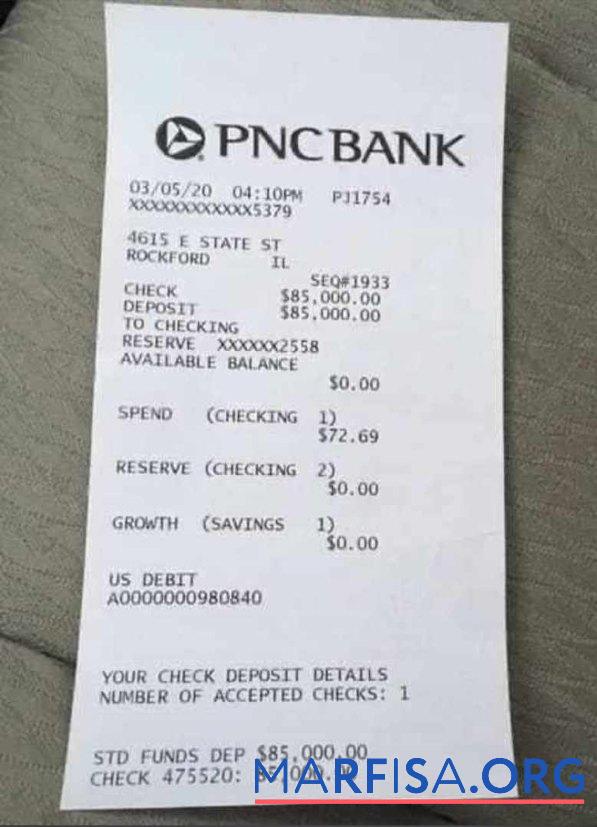 PNC BANK
03/05/20 04:10PM PJ1754
XXXXXXXXXXXX5379
4615 E STATE ST
ROCKFORD IL
SEQ#1933
CHECK $85,000.00
DEPOSIT $85,000.00
TO CHECKING
RESERVE XXXXXX2558
AVAILABLE BALANCE
$0.00
SPEND (CHECKING 1)
$72.69
RESERVE (CHECKING 2)
$0.00
GROWTH (SAVINGS 1)
$0.00
US DEBIT
A0000000980840
YOUR CHECK DEPOSIT DETAILS
NUMBER OF ACCEPTED CHECKS: 1
STD FUNDS DEP $85,000.00
CHECK 475520:
MARFISA.ORG